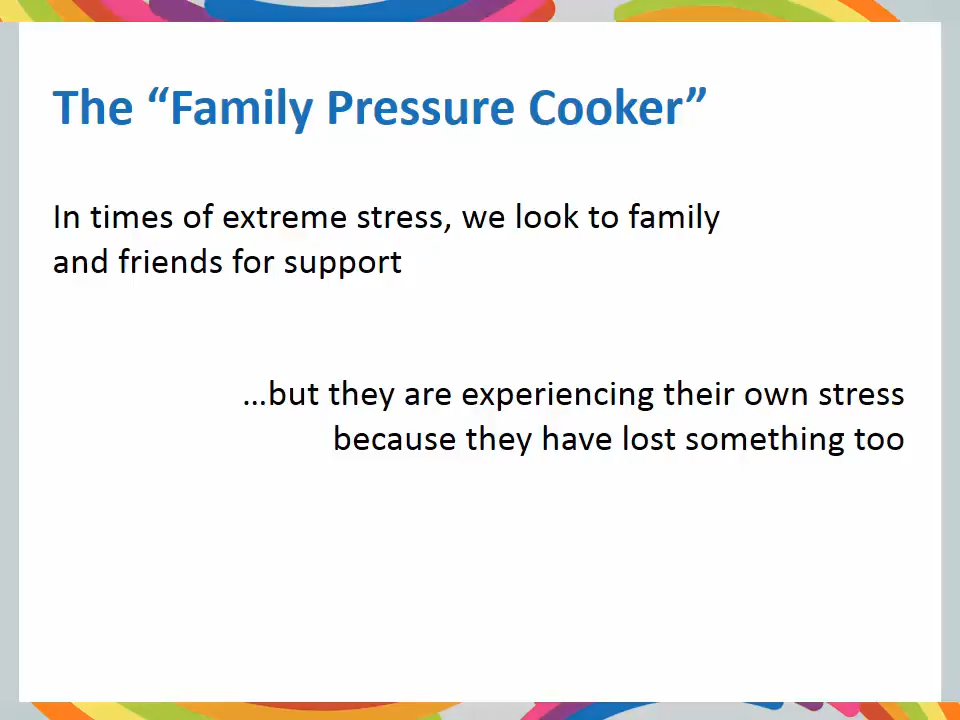 The “Family Pressure Cooker”
In times of extreme stress, we look to family
and friends for support
…but they are experiencing their own stress
because they have lost something too